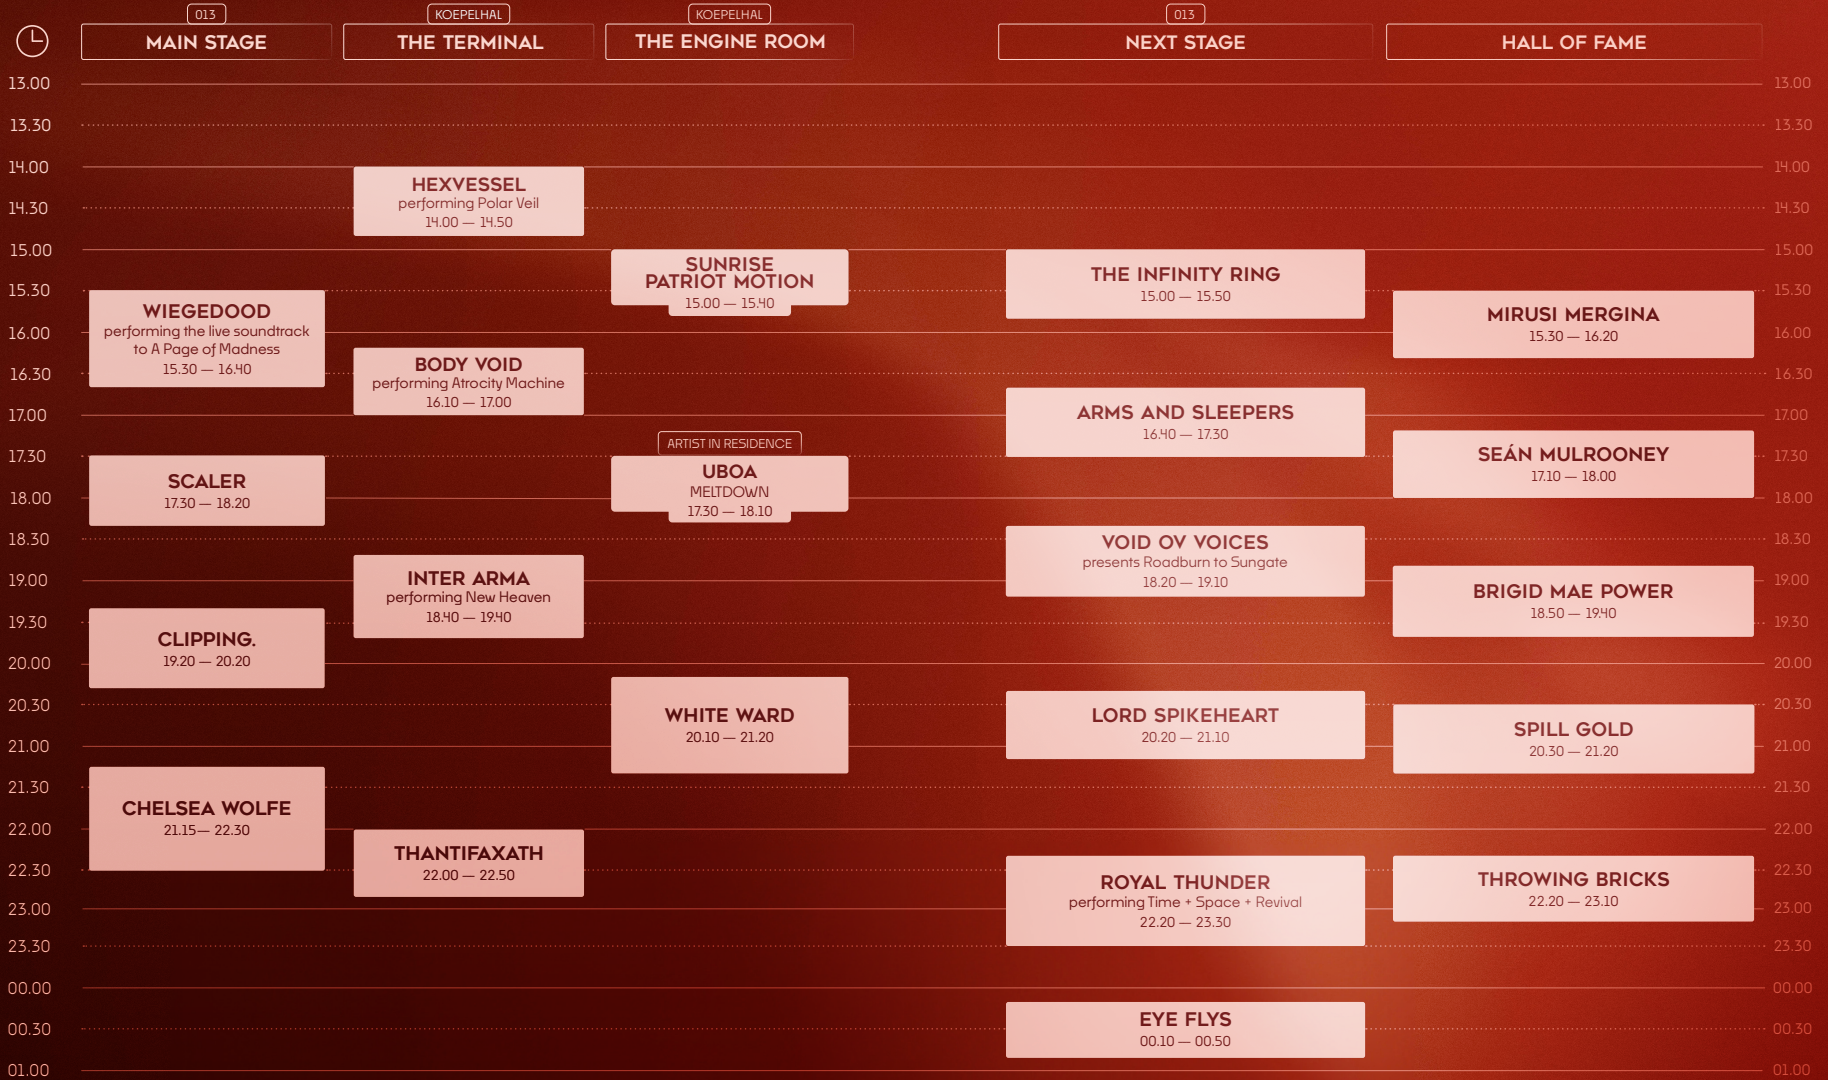 013
KOEPELHAL
KOEPELHAL
013
MAIN STAGE
THE TERMINAL
THE ENGINE ROOM
NEXT STAGE
HALL OF FAME
13.00
13.30
14.00
14.30
15.00
15.30
16.00
16.30
17.00
17.30
18.00
18.30
19.00
19.30
20.00
20.30
21.00
21.30
22.00
22.30
23.00
23.30
00.00
00.30
01.00
WIEGEDOOD
performing the live soundtrack
to A Page of Madness
15.30 — 16.40
SCALER
17.30 — 18.20
CLIPPING.
19.20 — 20.20
CHELSEA WOLFE
21.15— 22.30
HEXVESSEL
performing Polar Veil
14.00 — 14.50
BODY VOID
performing Atrocity Machine
16.10 — 17.00
INTER ARMA
performing New Heaven
18.40 — 19.40
THANTIFAXATH
22.00 — 22.50
SUNRISE
PATRIOT MOTION
15.00 — 15.40
ARTIST IN RESIDENCE
UBOA
MELTDOWN
17.30 — 18.10
WHITE WARD
20.10 — 21.20
THE INFINITY RING
15.00 — 15.50
ARMS AND SLEEPERS
16.40 — 17.30
VOID OV VOICES
presents Roadburn to Sungate
18.20 — 19.10
LORD SPIKEHEART
20.20 — 21.10
ROYAL THUNDER
performing Time + Space + Revival
22.20 — 23.30
EYE FLYS
00.10 — 00.50
MIRUSI MERGINA
15.30 — 16.20
SEÁN MULROONEY
17.10 — 18.00
BRIGID MAE POWER
18.50 — 19.40
SPILL GOLD
20.30 — 21.20
THROWING BRICKS
22.20 — 23.10
13.00
13.30
14.00
14.30
15.00
15.30
16.00
16.30
17.00
17.30
18.00
18.30
19.00
19.30
20.00
20.30
21.00
21.30
22.00
22.30
23.00
23.30
00.00
00.30
01.00